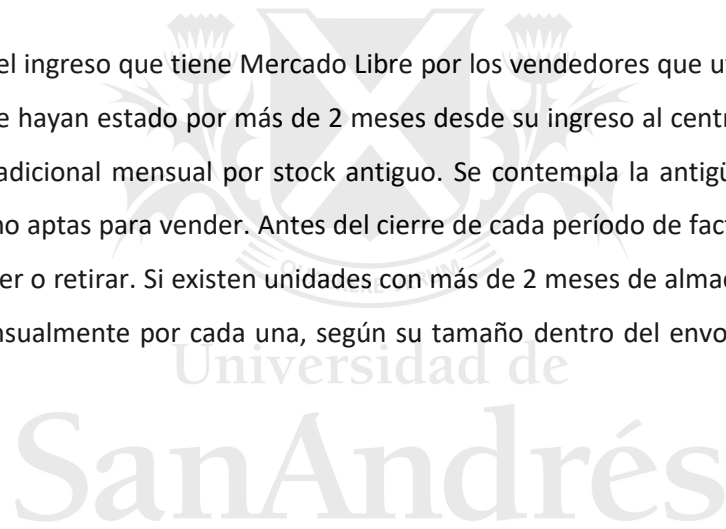 el ingreso que tiene Mercado Libre por los vendedores que u
hayan estado por más de 2 meses desde su ingreso al centr
adicional mensual por stock antiguo. Se contempla la antig
no aptas para vender. Antes del cierre de cada período de fact
er o retirar. Si existen unidades con más de 2 meses de alma
nsualmente por cada una, según su tamaño dentro del envo
Universidad de
SanAndrés